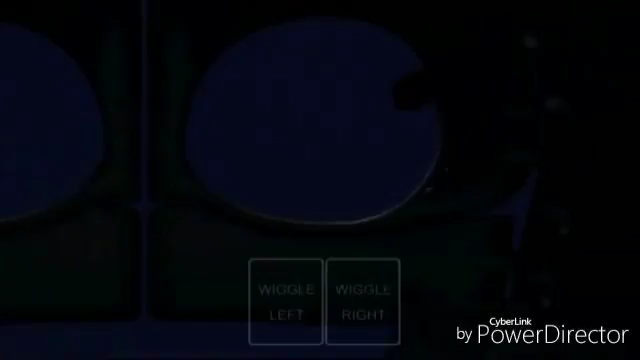 WIGGLE
LEFT
WIGGLE
RIGHT
CyberLink
by PowerDirector